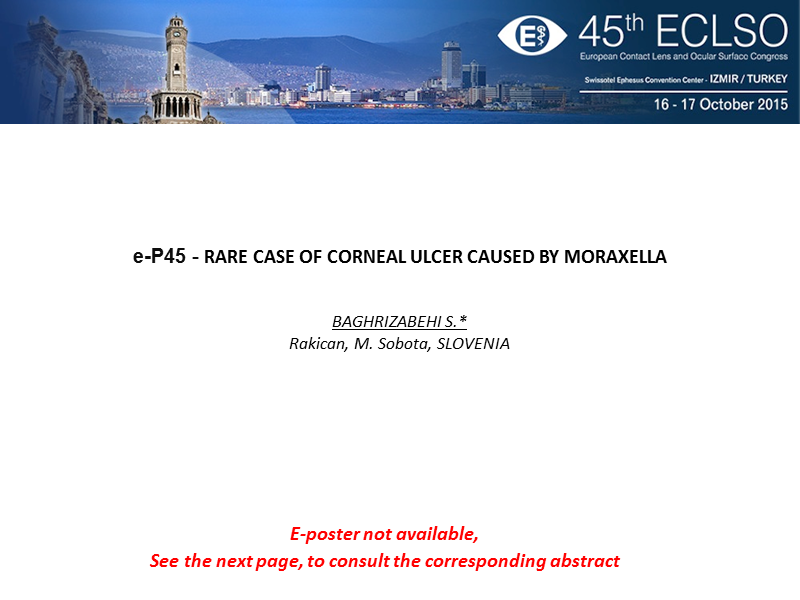 45th ECLSO
European Contact Lens and Ocular Surface Congress
Swissotel Ephesus Convention Center - IZMIR / TURKEY
16 - 17 October 2015
e-P45 - RARE CASE OF CORNEAL ULCER CAUSED BY MORAXELLA
BAGHRIZABEHI S.*
Rakican, M. Sobota, SLOVENIA
E-poster not available,
See the next page, to consult the corresponding abstract